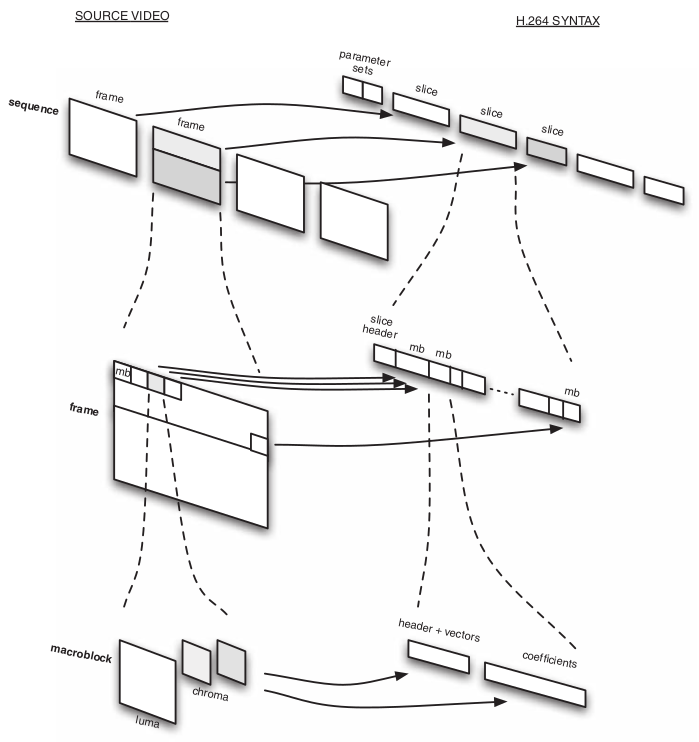 SOURCE VIDEO
H.264 SYNTAX
parameter
sets
slice
slice
slice
sequence
frame
frame
slice
header
mb
mb
mb
mb
frame
header + vectors
coefficients
macroblock
chroma
luma